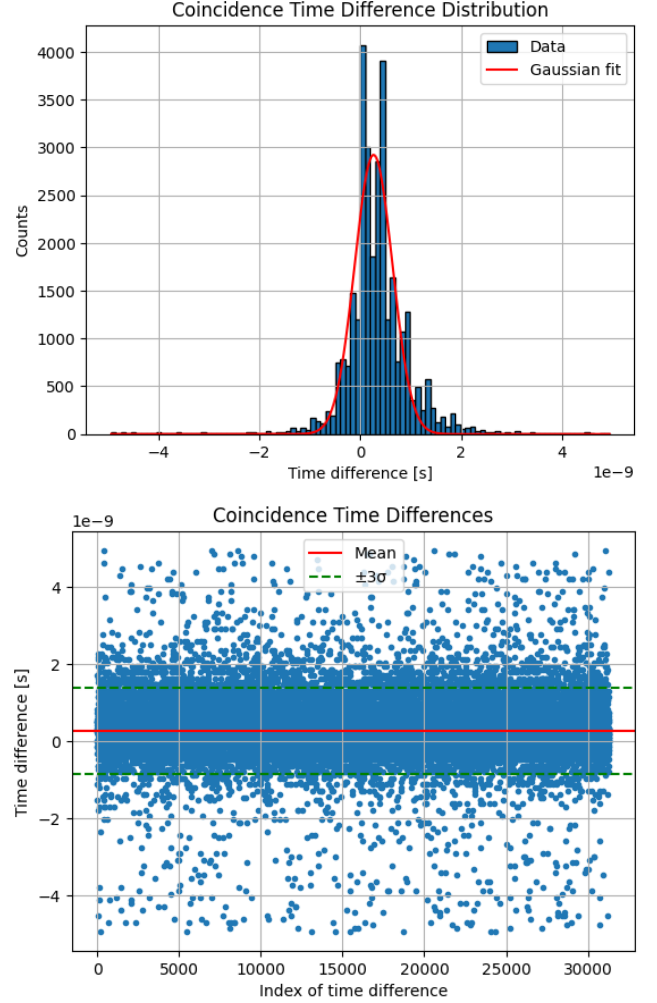 Coincidence Time Difference Distribution
4000
3500
3000
2500
2000
1500
1000
500
0
Counts
Data
Gaussian fit
−4
−2
0
2
4
Time difference [s]
1e−9
Coincidence Time Differences
1e−9
Mean
±3σ
4
2
0
−2
−4
Time difference [s]
0
5000
10000
15000
20000
25000
30000
Index of time difference